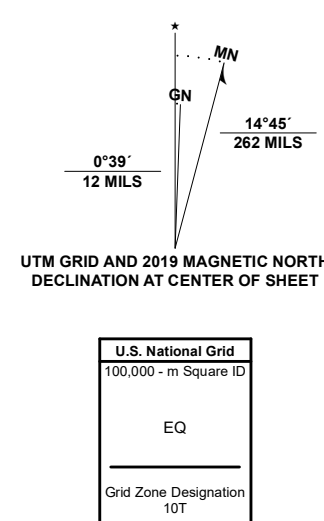 ★
MN
GN
14°45´
262 MILS
0°39´
12 MILS
UTM GRID AND 2019 MAGNETIC NORTH
DECLINATION AT CENTER OF SHEET
U.S. National Grid
100,000 - m Square ID
EQ
Grid Zone Designation
10T